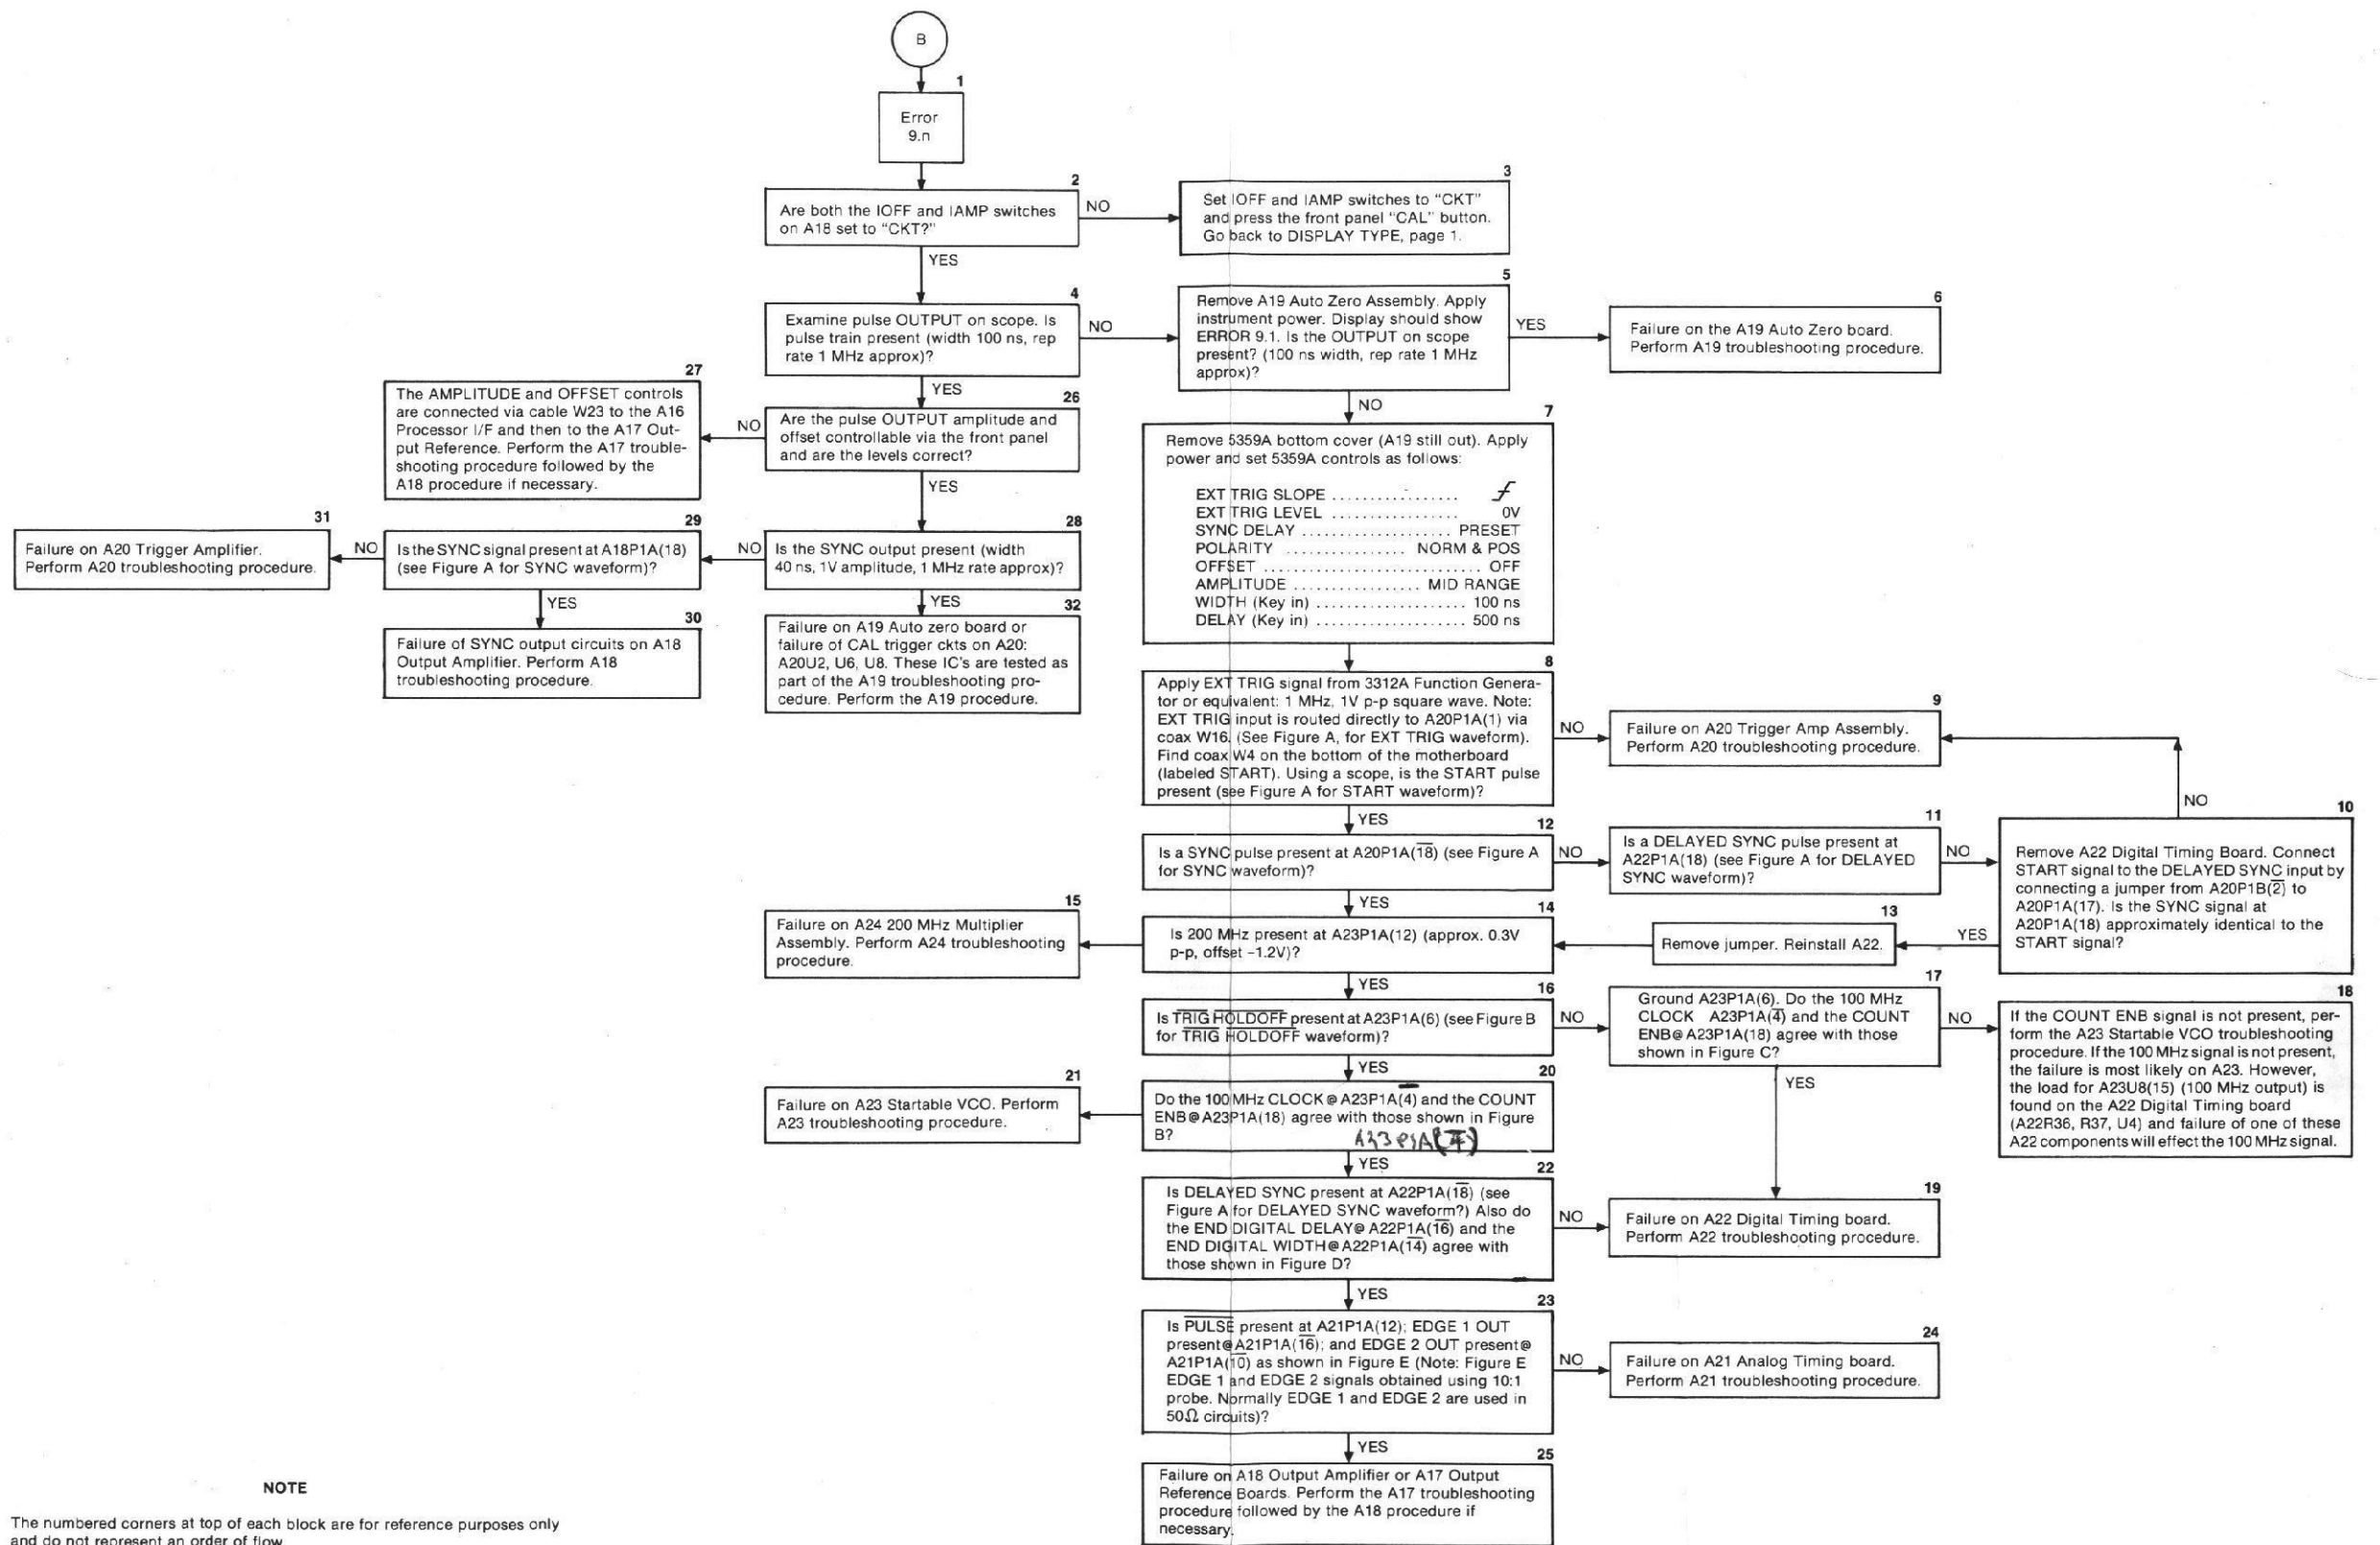 B
1
Error
9.n
2
Are both the IOFF and IAMP switches
on A18 set to “CKT?”
NO
YES
3
Set IOFF and IAMP switches to “CKT”
and press the front panel “CAL” button.
Go back to DISPLAY TYPE, page 1.
4
Examine pulse OUTPUT on scope. Is
pulse train present (width 100 ns, rep
rate 1 MHz approx)?
NO
YES
5
Remove A19 Auto Zero Assembly. Apply
instrument power. Display should show
ERROR 9.1. Is the OUTPUT on scope
present? (100 ns width, rep rate 1 MHz
approx)?
YES
NO
6
Failure on the A19 Auto Zero board.
Perform A19 troubleshooting procedure.
27
The AMPLITUDE and OFFSET controls
are connected via cable W23 to the A16
Processor I/F and then to the A17 Out-
put Reference. Perform the A17 trouble-
shooting procedure followed by the
A18 procedure if necessary.
NO
26
Are the pulse OUTPUT amplitude and
offset controllable via the front panel
and are the levels correct?
YES
7
Remove 5359A bottom cover (A19 still out). Apply
power and set 5359A controls as follows:
EXT TRIG SLOPE ................
EXT TRIG LEVEL ................ 0V
SYNC DELAY ................... PRESET
POLARITY ............... NORM & POS
OFFSET ........................... OFF
AMPLITUDE ................ MID RANGE
WIDTH (Key in) ................... 100 ns
DELAY (Key in) ................... 500 ns
31
Failure on A20 Trigger Amplifier.
Perform A20 troubleshooting procedure.
NO
29
Is the SYNC signal present at A18P1A(18)
(see Figure A for SYNC waveform)?
YES
NO
28
Is the SYNC output present (width
40 ns, 1V amplitude, 1 MHz rate approx)?
YES
30
Failure of SYNC output circuits on A18
Output Amplifier. Perform A18
troubleshooting procedure.
32
Failure on A19 Auto zero board or
failure of CAL trigger ckts on A20:
A20U2, U6, U8. These IC's are tested as
part of the A19 troubleshooting pro-
cedure. Perform the A19 procedure.
8
Apply EXT TRIG signal from 3312A Function Genera-
tor or equivalent: 1 MHz, 1V p-p square wave. Note:
EXT TRIG input is routed directly to A20P1A(1) via
coax W16. (See Figure A, for EXT TRIG waveform).
Find coax W4 on the bottom of the motherboard
(labeled START). Using a scope, is the START pulse
present (see Figure A for START waveform)?
NO
YES
9
Failure on A20 Trigger Amp Assembly.
Perform A20 troubleshooting procedure.
NO
12
Is a SYNC pulse present at A20P1A(1̅8̅) (see Figure A
for SYNC waveform)?
NO
YES
11
Is a DELAYED SYNC pulse present at
A22P1A(18) (see Figure A for DELAYED
SYNC waveform)?
NO
10
Remove A22 Digital Timing Board. Connect
START signal to the DELAYED SYNC input by
connecting a jumper from A20P1B(2̅) to
A20P1A(17). Is the SYNC signal at
A20P1A(18) approximately identical to the
START signal?
YES
13
Remove jumper. Reinstall A22.
15
Failure on A24 200 MHz Multiplier
Assembly. Perform A24 troubleshooting
procedure.
14
Is 200 MHz present at A23P1A(12) (approx. 0.3V
p-p, offset −1.2V)?
YES
16
Is T̅R̅I̅G̅ H̅O̅L̅D̅O̅F̅F̅ present at A23P1A(6) (see Figure B
for T̅R̅I̅G̅ H̅O̅L̅D̅O̅F̅F̅ waveform)?
NO
YES
17
Ground A23P1A(6). Do the 100 MHz
CLOCK A23P1A(4̅) and the COUNT
ENB@A23P1A(18) agree with those
shown in Figure C?
NO
YES
18
If the COUNT ENB signal is not present, per-
form the A23 Startable VCO troubleshooting
procedure. If the 100 MHz signal is not present,
the failure is most likely on A23. However,
the load for A23U8(15) (100 MHz output) is
found on the A22 Digital Timing board
(A22R36, R37, U4) and failure of one of these
A22 components will effect the 100 MHz signal.
21
Failure on A23 Startable VCO. Perform
A23 troubleshooting procedure.
20
Do the 100 MHz CLOCK@A23P1A(4̅) and the COUNT
ENB@A23P1A(18) agree with those shown in Figure
B?
A23P1A(4̅)
YES
22
Is DELAYED SYNC present at A22P1A(1̅8̅) (see
Figure A for DELAYED SYNC waveform?) Also do
the END DIGITAL DELAY@A22P1A(1̅6̅) and the
END DIGITAL WIDTH@A22P1A(1̅4̅) agree with
those shown in Figure D?
NO
YES
19
Failure on A22 Digital Timing board.
Perform A22 troubleshooting procedure.
23
Is P̅U̅L̅S̅E̅ present at A21P1A(12); EDGE 1 OUT
present@A21P1A(1̅6̅); and EDGE 2 OUT present@
A21P1A(1̅0̅) as shown in Figure E (Note: Figure E
EDGE 1 and EDGE 2 signals obtained using 10:1
probe. Normally EDGE 1 and EDGE 2 are used in
50Ω circuits)?
NO
YES
24
Failure on A21 Analog Timing board.
Perform A21 troubleshooting procedure.
25
Failure on A18 Output Amplifier or A17 Output
Reference Boards. Perform the A17 troubleshooting
procedure followed by the A18 procedure if
necessary.
NOTE
The numbered corners at top of each block are for reference purposes only
and do not represent an order of flow